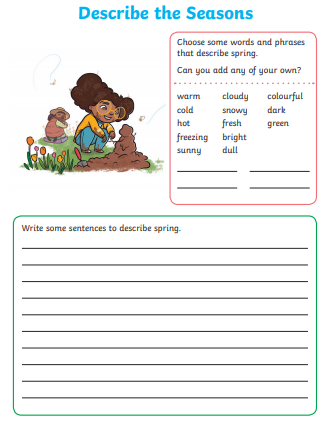 Describe the Seasons
Choose some words and phrases
that describe spring.
Can you add any of your own?
warm cloudy colourful
cold snowy dark
hot fresh green
freezing bright
sunny dull
Write some sentences to describe spring.